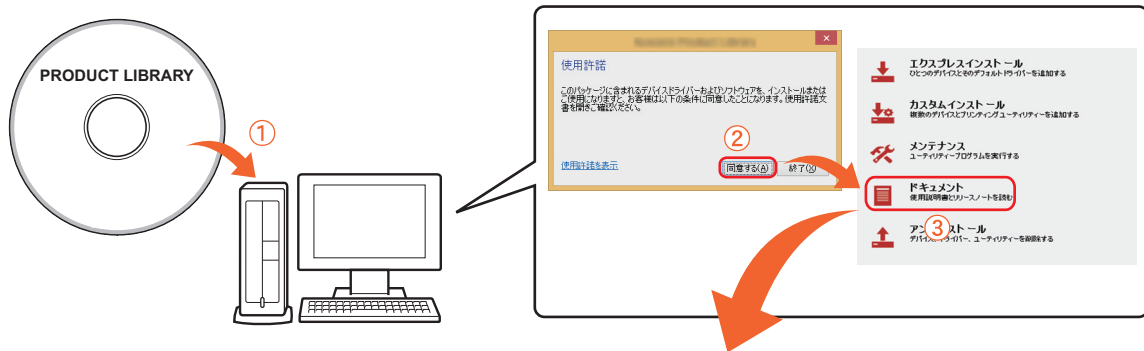 PRODUCT LIBRARY
①
使用許諾
このパッケージに含まれるデバイスドライバーおよびソフトウェアを、インストールまたは
ご使用になりますと、お客様は以下の条件に同意したことになります。使用許諾文
書を開きご確認ください。
②
使用許諾を表示
同意する(A)
終了(X)
エクスプレスインストール
ひとつのデバイスとそのデフォルトドライバーを追加する
カスタムインストール
複数のデバイスとプリンティングユーティリティーを追加する
メンテナンス
ユーティリティープログラムを実行する
ドキュメント
使用説明書とリリースノートを読む
③
ストール
ドライバー、ユーティリティーを削除する